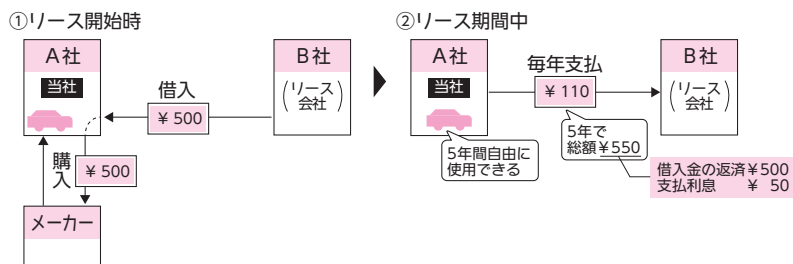 ①リース開始時
A社
当社
借入
¥ 500
B社
(リース
会社)
購入
¥ 500
メーカー
②リース期間中
A社
当社
毎年支払
¥ 110
B社
(リース
会社)
5年間自由に
使用できる
5年で
総額¥550
借入金の返済¥500
支払利息 ¥ 50